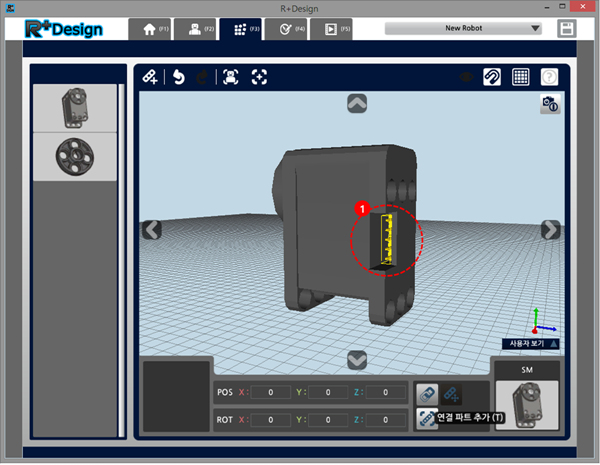 R+Design
R+Design
(F1)
(F2)
(F3)
(F4)
(F5)
New Robot
1
사용자 보기
SM
POS X: 0 Y: 0 Z: 0
ROT X: 0 Y: 0 Z: 0
연결 파트 추가 (T)